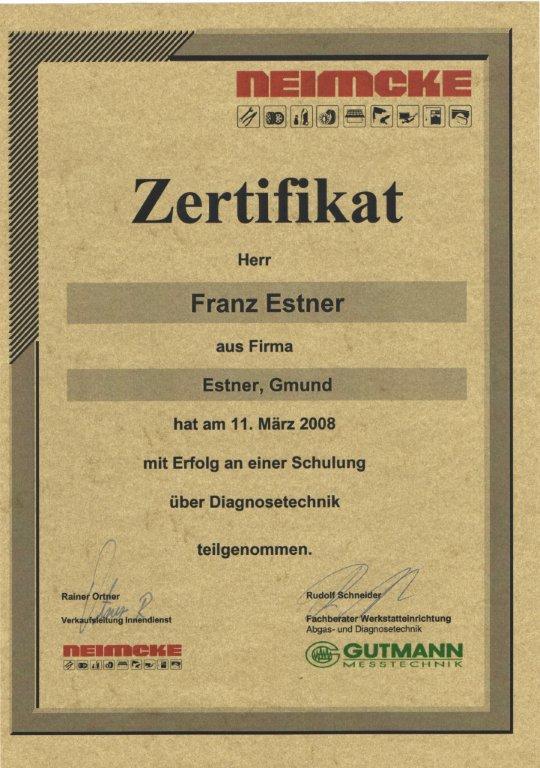 NEIMCKE
Zertifikat
Herr
Franz Estner
aus Firma
Estner, Gmund
hat am 11. März 2008
mit Erfolg an einer Schulung
über Diagnosetechnik
teilgenommen.
Rainer Ortner
Verkaufsleitung Innendienst
NEIMCKE
Rudolf Schneider
Fachberater Werkstatteinrichtung
Abgas- und Diagnosetechnik
GUTMANN
MESSTECHNIK